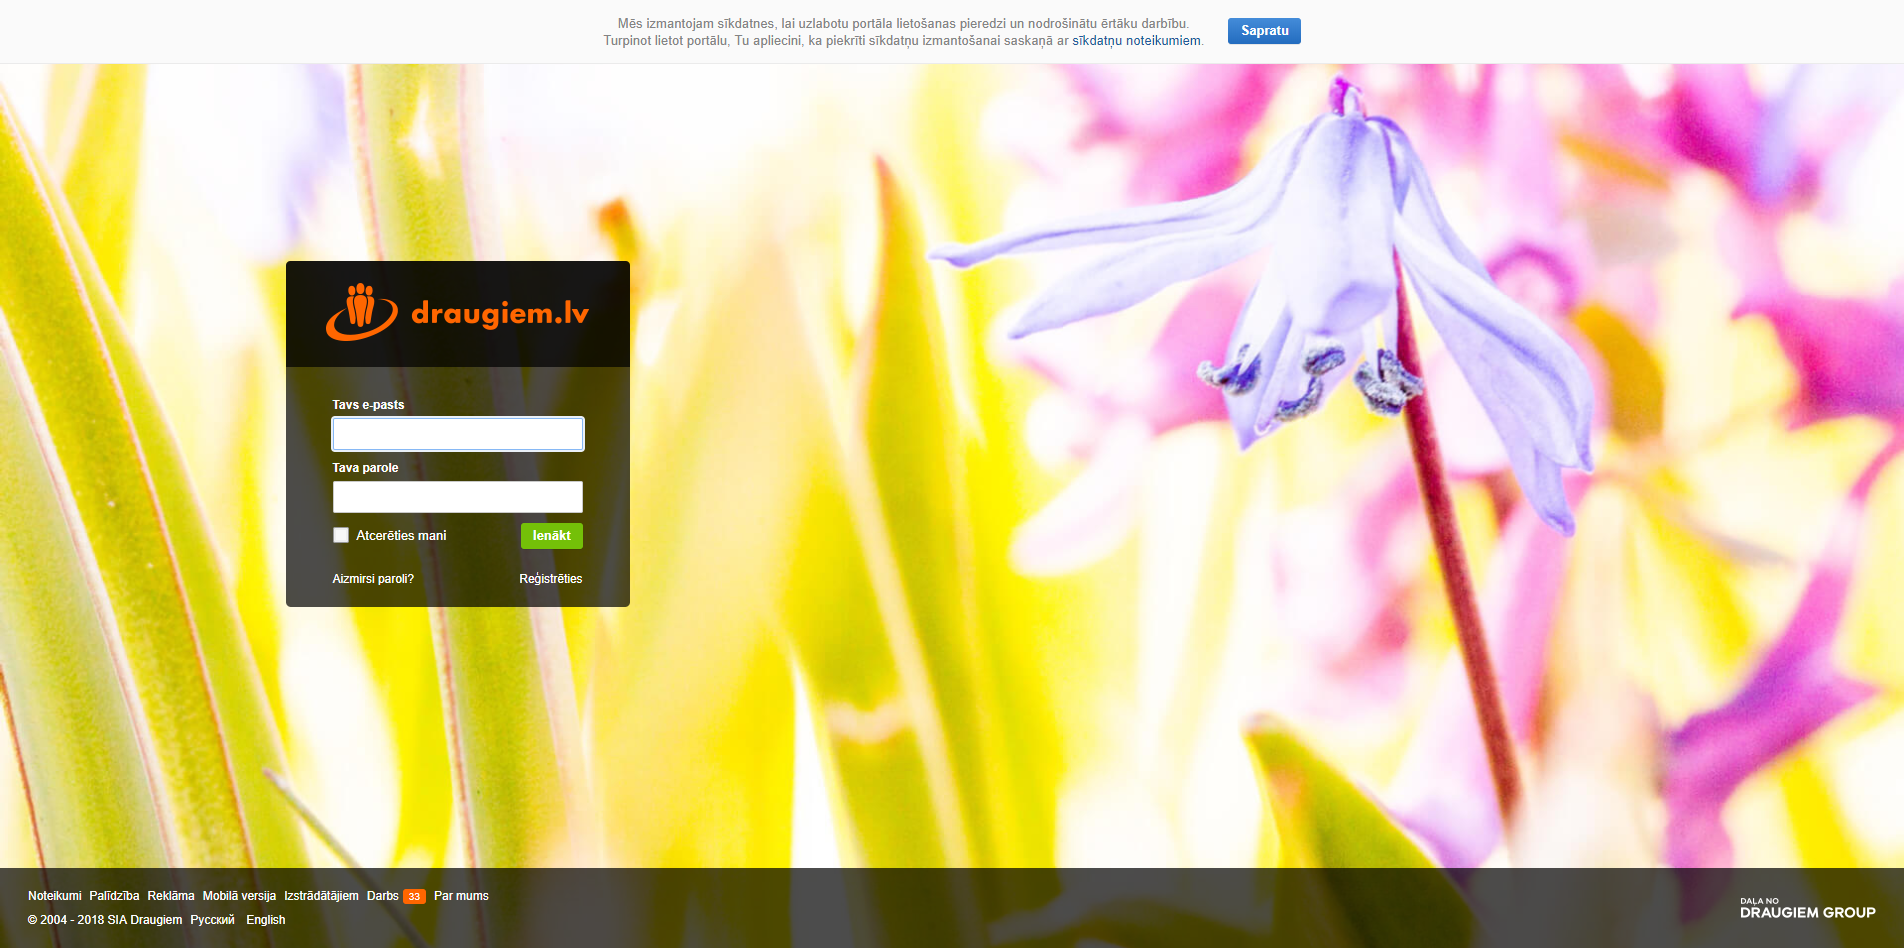 Mēs izmantojam sīkdatnes, lai uzlabotu portāla lietošanas pieredzi un nodrošinātu ērtāku darbību.
Turpinot lietot portālu, Tu apliecini, ka piekrīti sīkdatņu izmantošanai saskaņā ar sīkdatņu noteikumiem.
Sapratu
draugiem.lv
Tavs e-pasts
Tava parole
Atcerēties mani
Ienākt
Aizmirsi paroli?
Reģistrēties
Noteikumi Palīdzība Reklāma Mobilā versija Izstrādātājiem Darbs 33 Par mums
© 2004 - 2018 SIA Draugiem Русский English
DAĻA NO
DRAUGIEM GROUP